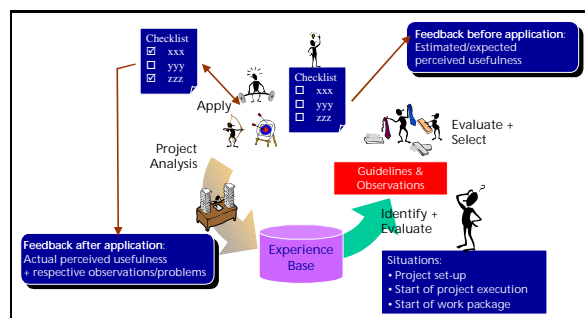 Checklist
xxx
yyy
zzz
Apply
Checklist
xxx
yyy
zzz
Feedback before application:
Estimated/expected
perceived usefulness
Evaluate +
Select
Project
Analysis
Guidelines &
Observations
Identify +
Evaluate
Feedback after application:
Actual perceived usefulness
+ respective observations/problems
Experience
Base
Situations:
• Project set-up
• Start of project execution
• Start of work package